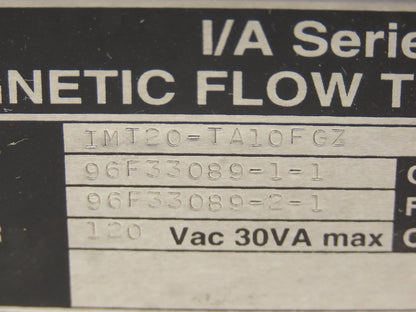 I/A Serie
GNETIC FLOW T
IMT20-TA10FGZ
96F33089-1-1 C
96F33089-2-1 F
120 Vac 30VA max C